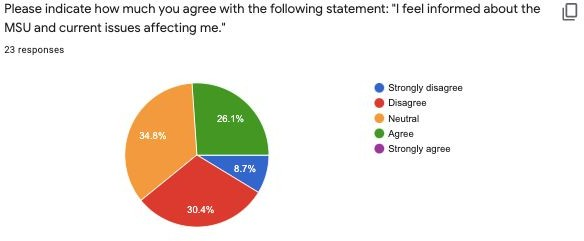 Please indicate how much you agree with the following statement: "I feel informed about the
MSU and current issues affecting me."
23 responses
Strongly disagree
Disagree
Neutral
Agree
Strongly agree
26.1%
34.8%
8.7%
30.4%